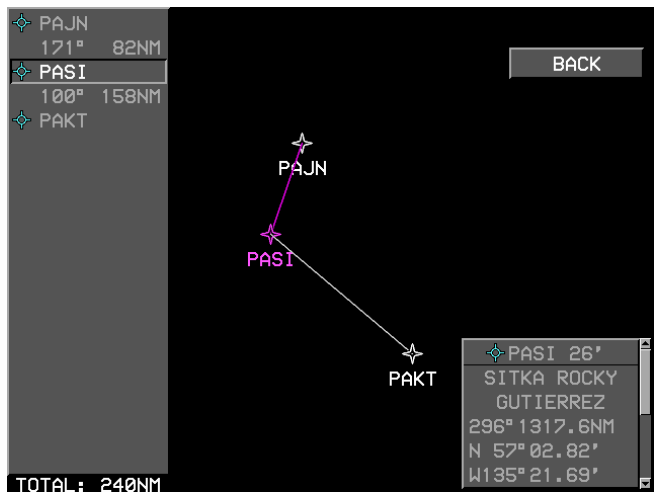 PAJN
171° 82NM
PASI
100° 158NM
PAKT
TOTAL: 240NM
BACK
PAJN
PASI
PAKT
PASI 26'
SITKA ROCKY
GUTIERREZ
296°1317.6NM
N 57°02.82'
W135°21.69'